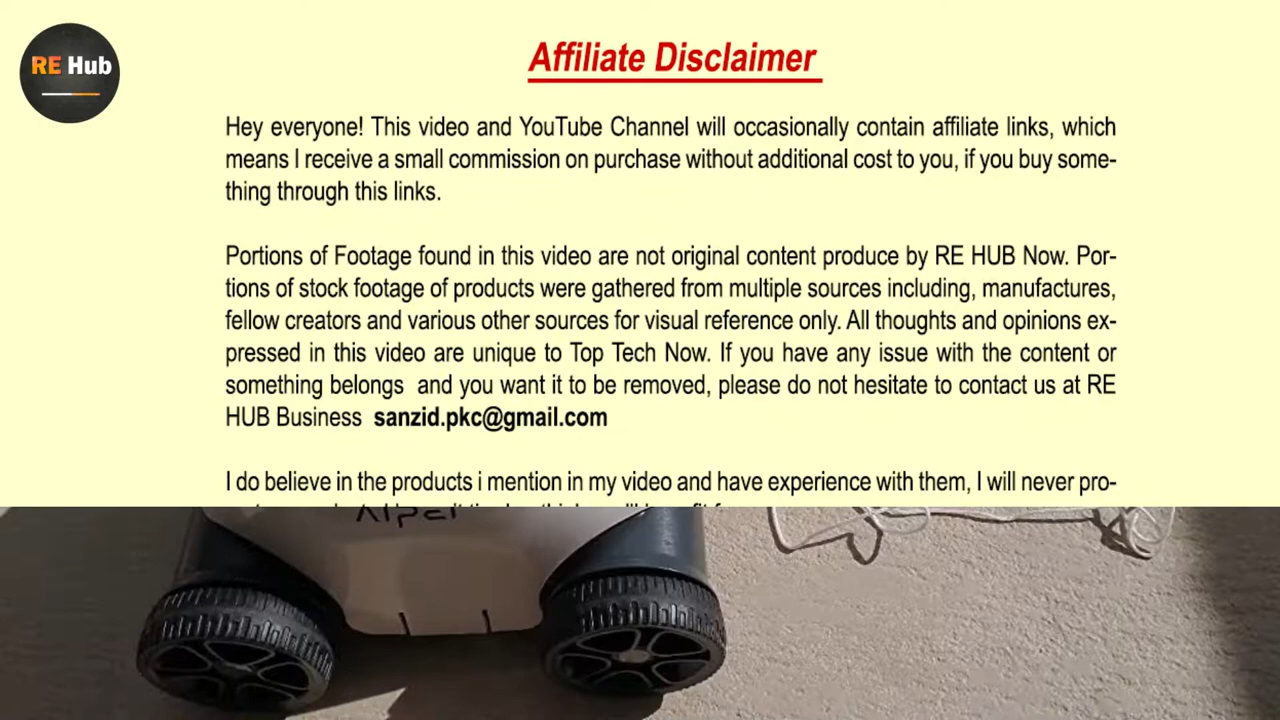 RE Hub
Affiliate Disclaimer
Hey everyone! This video and YouTube Channel will occasionally contain affiliate links, which
means I receive a small commission on purchase without additional cost to you, if you buy some-
thing through this links.
Portions of Footage found in this video are not original content produce by RE HUB Now. Por-
tions of stock footage of products were gathered from multiple sources including, manufactures,
fellow creators and various other sources for visual reference only. All thoughts and opinions ex-
pressed in this video are unique to Top Tech Now. If you have any issue with the content or
something belongs and you want it to be removed, please do not hesitate to contact us at RE
HUB Business sanzid.pkc@gmail.com
I do believe in the products i mention in my video and have experience with them, I will never pro-